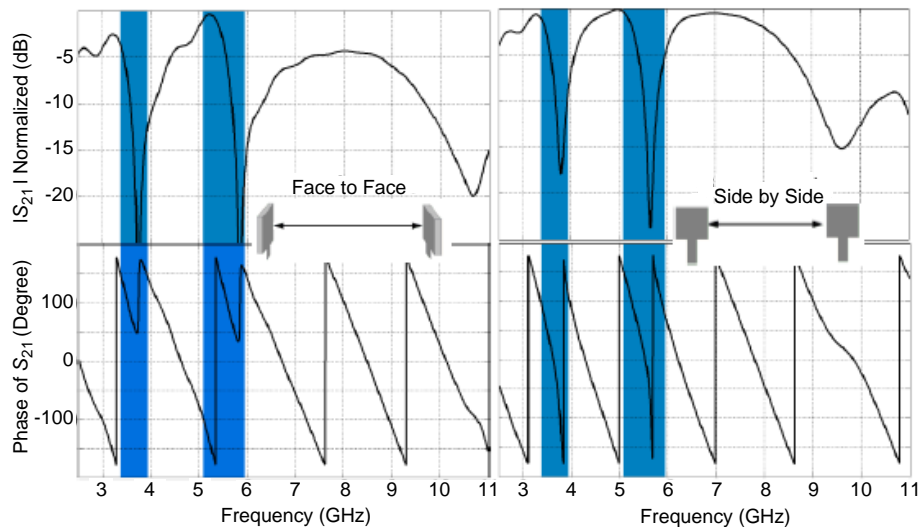 |S21| Normalized (dB)
-5
-10
-15
-20
Face to Face
Side by Side
Phase of S21 (Degree)
100
0
-100
3 4 5 6 7 8 9 10 11
3 4 5 6 7 8 9 10 11
Frequency (GHz)
Frequency (GHz)